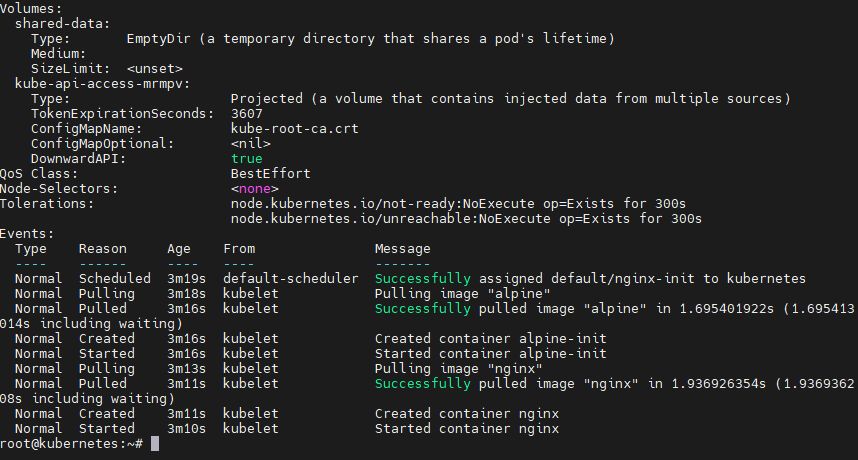 Volumes:
  shared-data:
    Type:       EmptyDir (a temporary directory that shares a pod's lifetime)
    Medium:
    SizeLimit:  <unset>
  kube-api-access-mrmpv:
    Type:                    Projected (a volume that contains injected data from multiple sources)
    TokenExpirationSeconds:  3607
    ConfigMapName:           kube-root-ca.crt
    ConfigMapOptional:       <nil>
    DownwardAPI:             true
QoS Class:                   BestEffort
Node-Selectors:              <none>
Tolerations:                 node.kubernetes.io/not-ready:NoExecute op=Exists for 300s
                             node.kubernetes.io/unreachable:NoExecute op=Exists for 300s
Events:
  Type    Reason     Age    From               Message
  ----    ------     ----   ----               -------
  Normal  Scheduled  3m19s  default-scheduler  Successfully assigned default/nginx-init to kubernetes
  Normal  Pulling    3m18s  kubelet            Pulling image "alpine"
  Normal  Pulled     3m16s  kubelet            Successfully pulled image "alpine" in 1.695401922s (1.695413
014s including waiting)
  Normal  Created    3m16s  kubelet            Created container alpine-init
  Normal  Started    3m16s  kubelet            Started container alpine-init
  Normal  Pulling    3m13s  kubelet            Pulling image "nginx"
  Normal  Pulled     3m11s  kubelet            Successfully pulled image "nginx" in 1.936926354s (1.9369362
08s including waiting)
  Normal  Created    3m11s  kubelet            Created container nginx
  Normal  Started    3m10s  kubelet            Started container nginx
root@kubernetes:~#